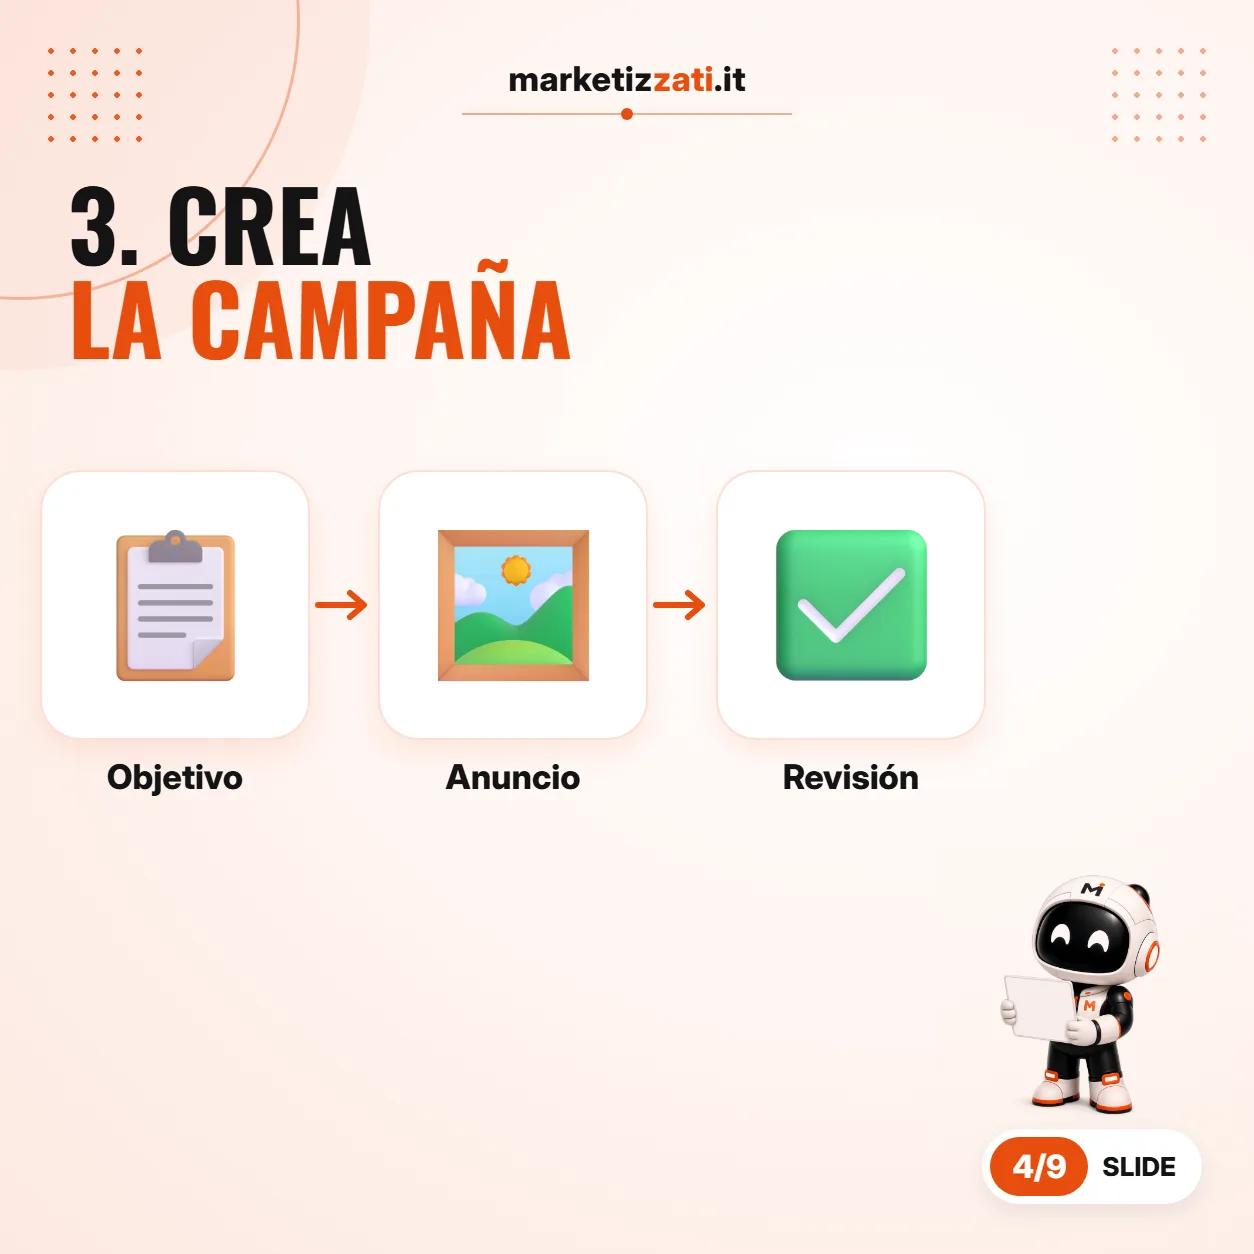 marketizzati.it
3. CREA
LA CAMPAÑA
Objetivo
Anuncio
Revisión
M
M
4/9 SLIDE